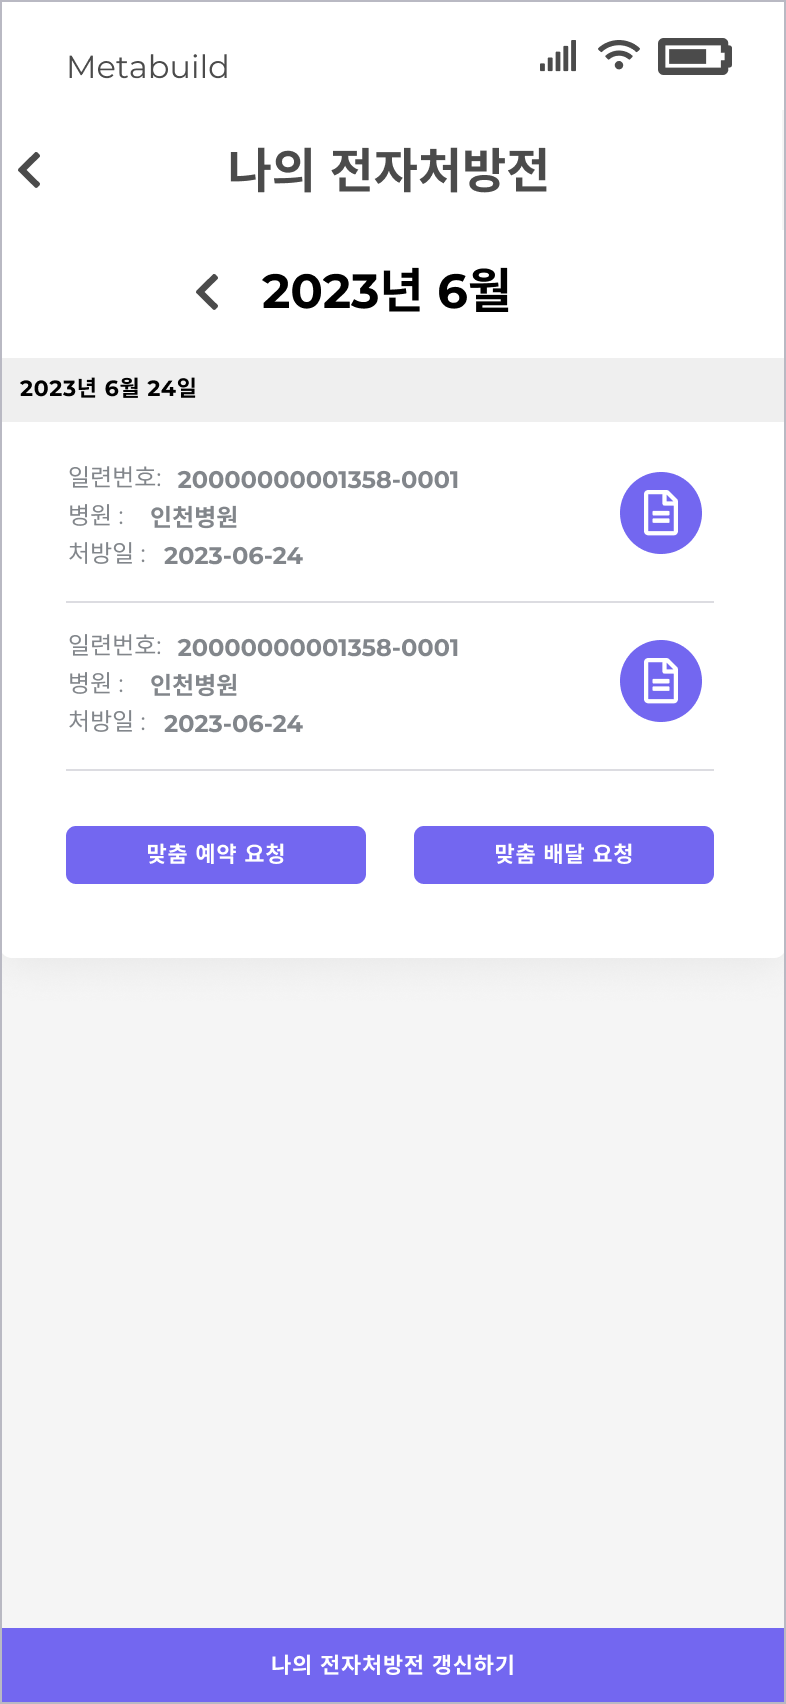 Metabuild
나의 전자처방전
2023년 6월
2023년 6월 24일
일련번호: 20000000001358-0001
병원 : 인천병원
처방일 : 2023-06-24
일련번호: 20000000001358-0001
병원 : 인천병원
처방일 : 2023-06-24
맞춤 예약 요청 맞춤 배달 요청
나의 전자처방전 갱신하기